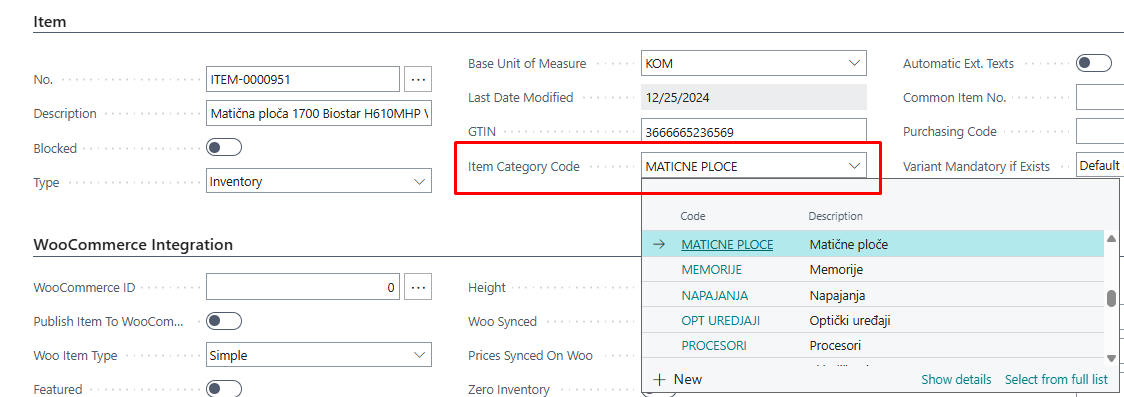 Item
No.
ITEM-0000951
Description
Matična ploča 1700 Biostar H610MHP
Blocked
Type
Inventory
Base Unit of Measure
KOM
Last Date Modified
12/25/2024
GTIN
3666665236569
Item Category Code
MATICNE PLOCE
Automatic Ext. Texts
Common Item No.
Purchasing Code
Variant Mandatory if Exists
Default
Code Description
MATICNE PLOCE Matične ploče
MEMORIJE Memorije
NAPAJANJA Napajanja
OPT UREDJAJI Optički uređaji
PROCESORI Procesori
+ New
Show details
Select from full list
WooCommerce Integration
WooCommerce ID
0
Publish Item To WooCom...
Woo Item Type
Simple
Featured
Height
Woo Synced
Prices Synced On Woo
Zero Inventory